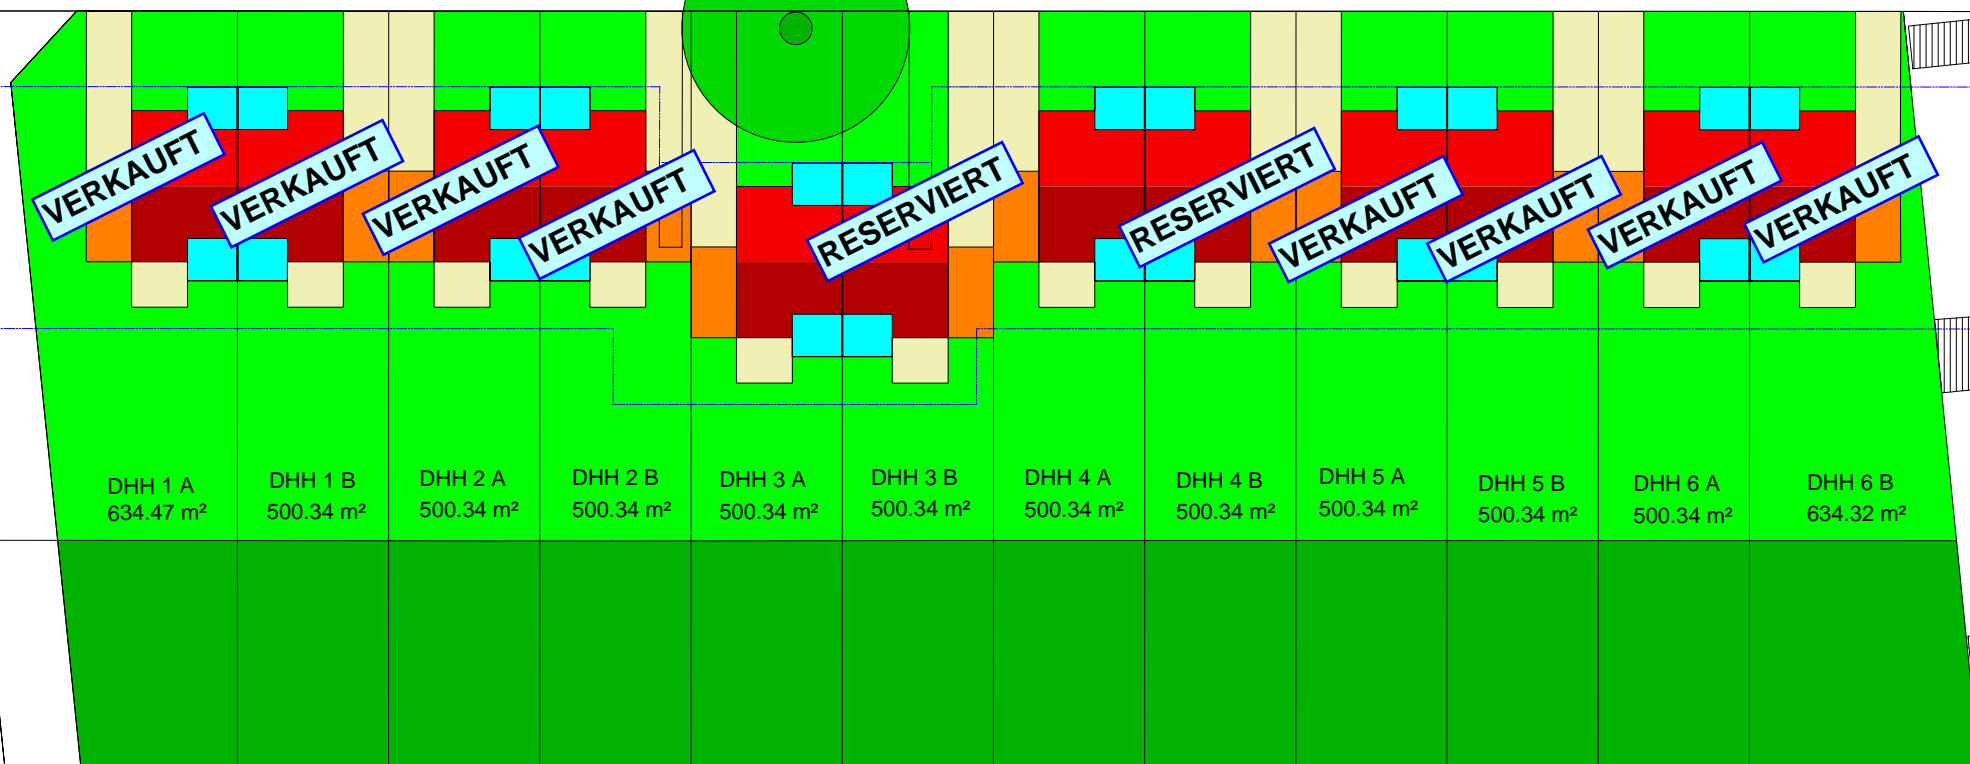 VERKAUFT
VERKAUFT
VERKAUFT
VERKAUFT
RESERVIERT
RESERVIERT
VERKAUFT
VERKAUFT
VERKAUFT
VERKAUFT
DHH 1 A
634.47 m²
DHH 1 B
500.34 m²
DHH 2 A
500.34 m²
DHH 2 B
500.34 m²
DHH 3 A
500.34 m²
DHH 3 B
500.34 m²
DHH 4 A
500.34 m²
DHH 4 B
500.34 m²
DHH 5 A
500.34 m²
DHH 5 B
500.34 m²
DHH 6 A
500.34 m²
DHH 6 B
634.32 m²